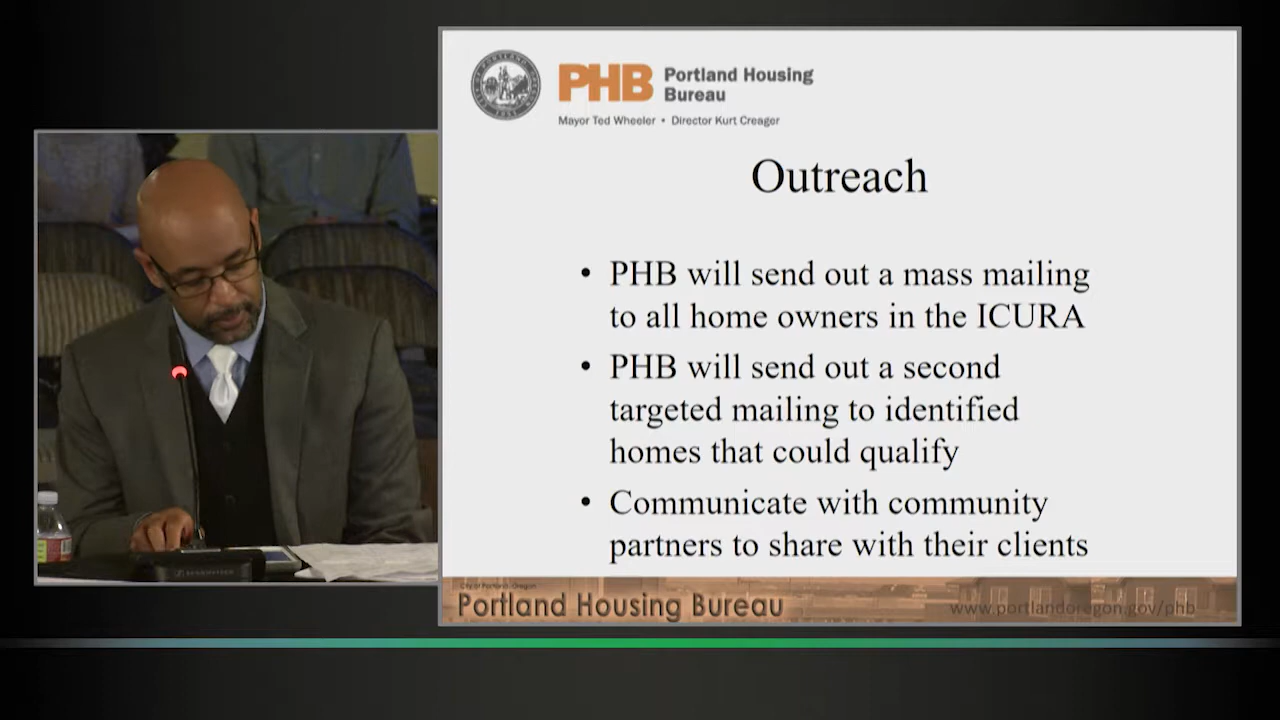 PHB Portland Housing
Bureau
Mayor Ted Wheeler • Director Kurt Creager
Outreach
• PHB will send out a mass mailing
to all home owners in the ICURA
• PHB will send out a second
targeted mailing to identified
homes that could qualify
• Communicate with community
partners to share with their clients
City of Portland, Oregon
Portland Housing Bureau
www.portlandoregon.gov/phb